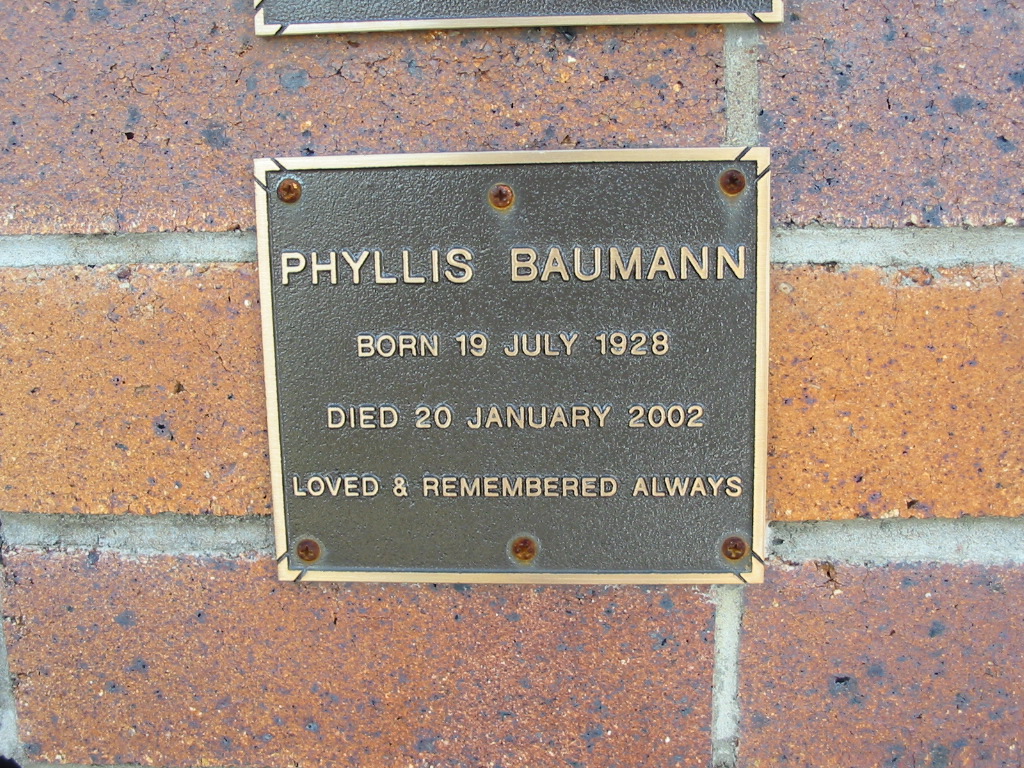 PHYLLIS BAUMANN
BORN 19 JULY 1928
DIED 20 JANUARY 2002
LOVED & REMEMBERED ALWAYS